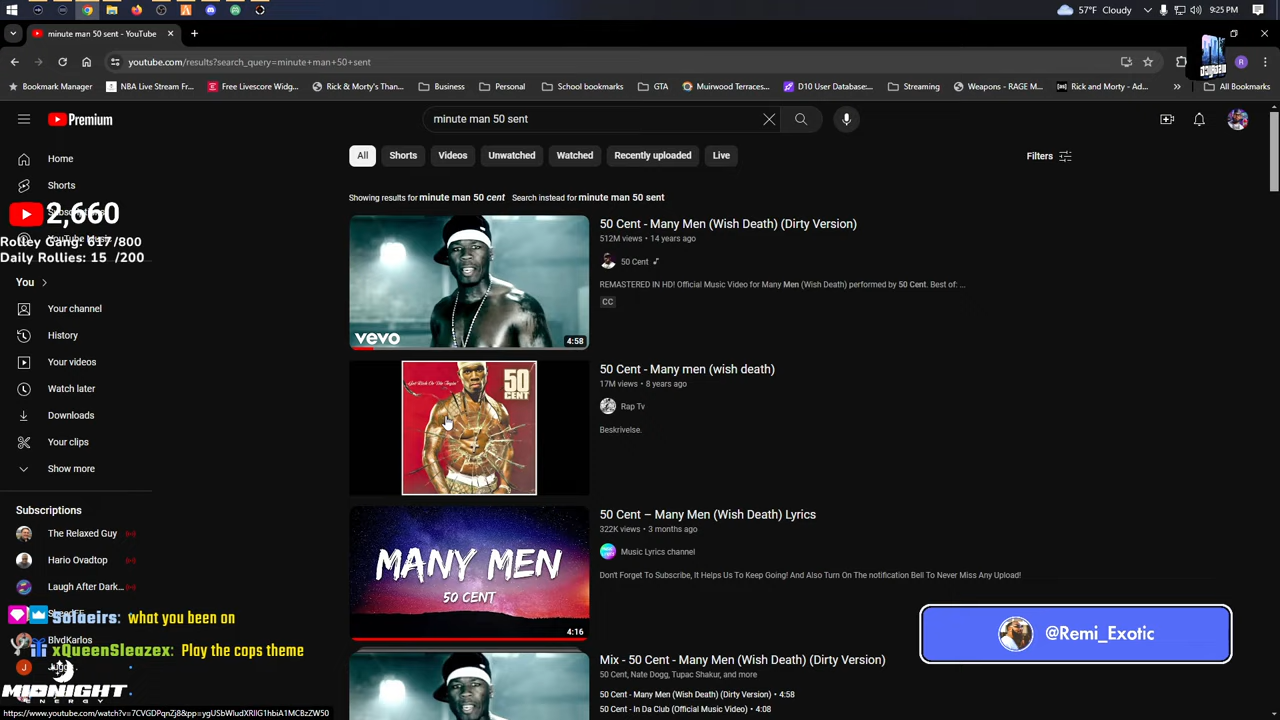 minute man 50 sent - YouTube
57°F Cloudy
9:25 PM
youtube.com/results?search_query=minute+man+50+sent
Bookmark Manager
NBA Live Stream Fr...
Free Livescore Widg...
Rick & Morty's Than...
Business
Personal
School bookmarks
GTA
Muirwood Terraces...
D10 User Database:...
Streaming
Weapons - RAGE M...
Rick and Morty - Ad...
All Bookmarks
Premium
minute man 50 sent
All
Shorts
Videos
Unwatched
Watched
Recently uploaded
Live
Filters
Home
Shorts
2,660
Rolley Gang: 617/800
Daily Rollies: 15 /200
You
Your channel
History
Your videos
Watch later
Downloads
Your clips
Show more
Subscriptions
The Relaxed Guy
Hario Ovadtop
Laugh After Dark...
BlvdKarlos
what you been on
xQueenSleazex: Play the cops theme
MIDNIGHT
ENERGY
Showing results for minute man 50 cent Search instead for minute man 50 sent
50 Cent - Many Men (Wish Death) (Dirty Version)
512M views • 14 years ago
50 Cent
REMASTERED IN HD! Official Music Video for Many Men (Wish Death) performed by 50 Cent. Best of: ...
CC
vevo
4:58
50 Cent - Many men (wish death)
17M views • 8 years ago
Rap Tv
Beskrivelse.
Get Rich Or Die Tryin'
50
CENT
50 Cent – Many Men (Wish Death) Lyrics
322K views • 3 months ago
Music Lyrics channel
Don't Forget To Subscribe, It Helps Us To Keep Going! And Also Turn On The notification Bell To Never Miss Any Upload!
MANY MEN
50 CENT
4:16
Mix - 50 Cent - Many Men (Wish Death) (Dirty Version)
50 Cent, Nate Dogg, Tupac Shakur, and more
50 Cent - Many Men (Wish Death) (Dirty Version) • 4:58
50 Cent - In Da Club (Official Music Video) • 4:08
@Remi_Exotic